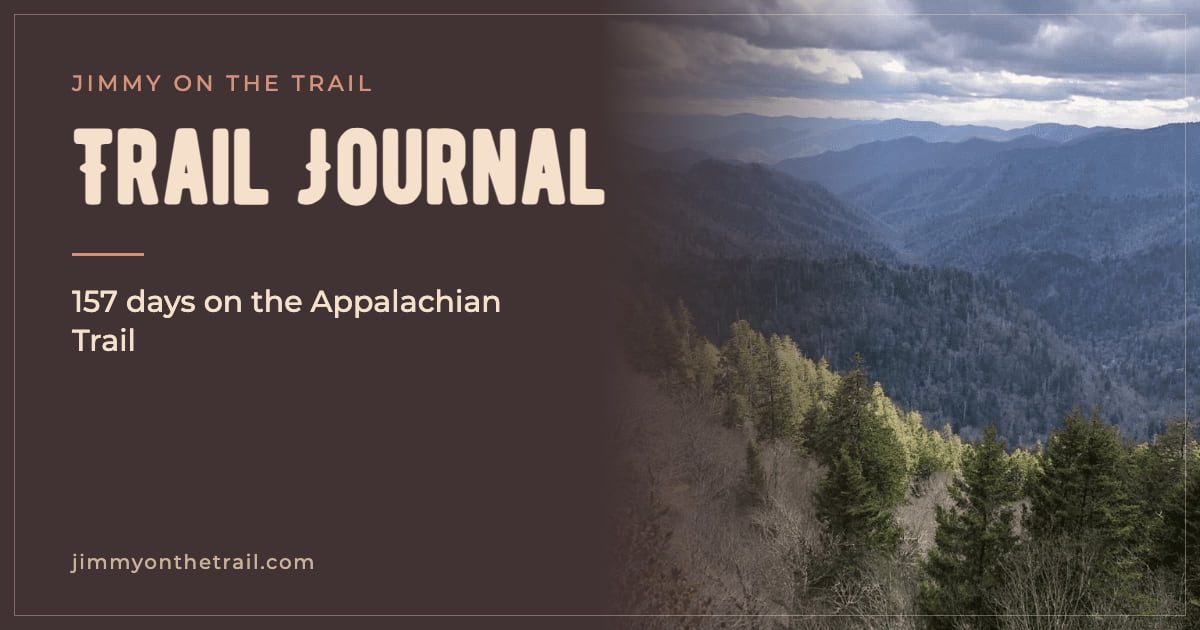 JIMMY ON THE TRAIL
TRAIL JOURNAL
157 days on the Appalachian
Trail
jimmyonthetrail.com